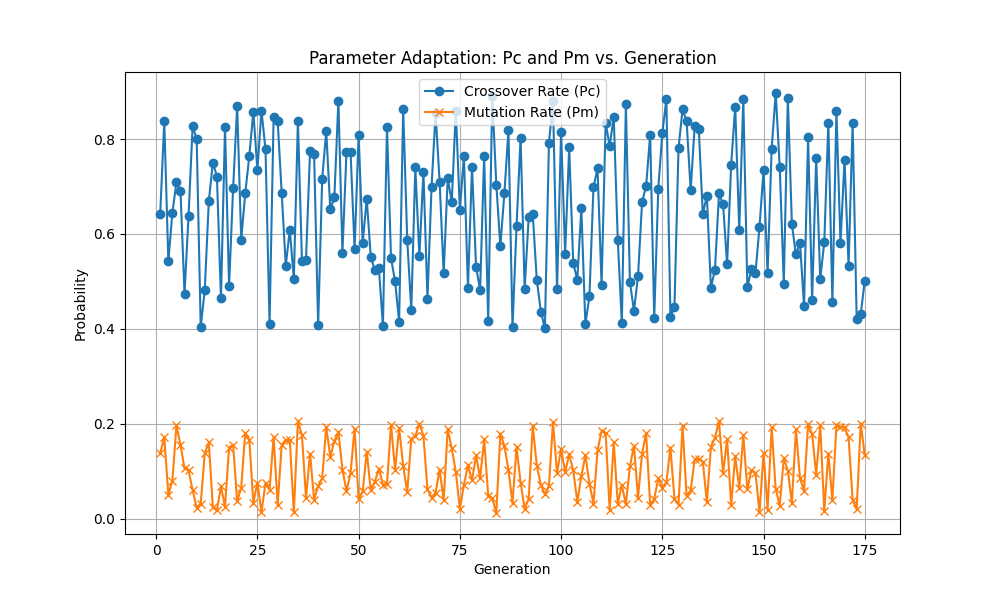 Parameter Adaptation: Pc and Pm vs. Generation
Crossover Rate (Pc)
Mutation Rate (Pm)
Probability
0.8
0.6
0.4
0.2
0.0
0 25 50 75 100 125 150 175
Generation